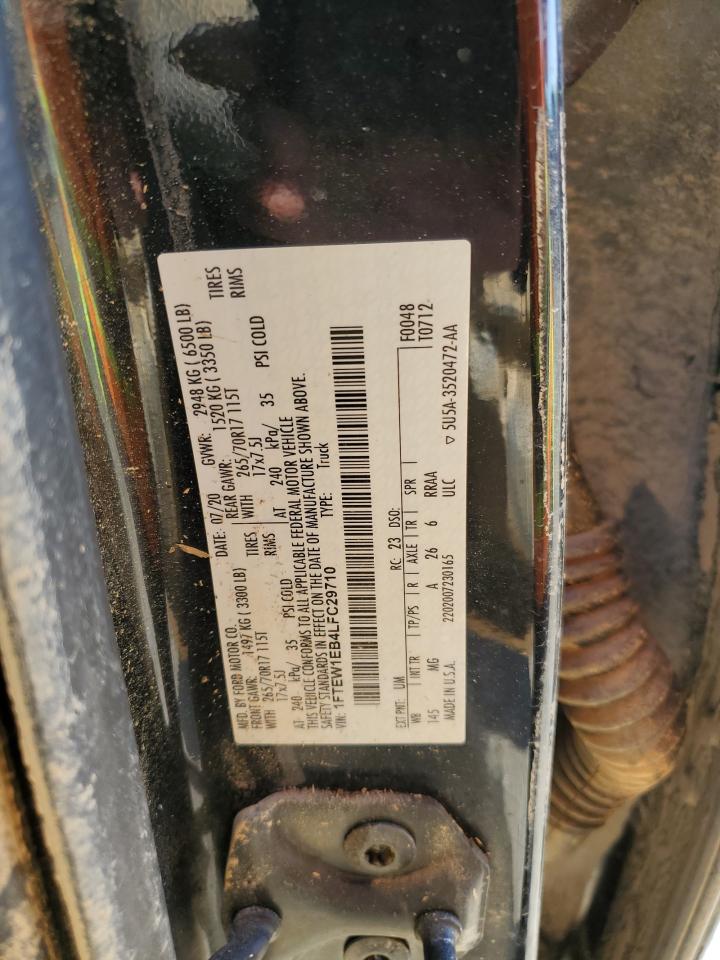 MFD. BY FORD MOTOR CO.
DATE: 07/20 GVWR: 2948 KG ( 6500 LB)
FRONT GAWR: 1497 KG ( 3300 LB) REAR GAWR: 1520 KG ( 3350 LB)
WITH 265/70R17 115T TIRES WITH 265/70R17 115T TIRES
17x7.5J RIMS 17x7.5J RIMS
AT 240 kPa/ 35 PSI COLD AT 240 kPa/ 35 PSI COLD
THIS VEHICLE CONFORMS TO ALL APPLICABLE FEDERAL MOTOR VEHICLE
SAFETY STANDARDS IN EFFECT ON THE DATE OF MANUFACTURE SHOWN ABOVE.
VIN: 1FTEW1EB4LFC29710 TYPE: Truck
EXT PNT: UM RC: 23 DSO: F0048
WB INT TR TP/PS R AXLE TR SPR T0712
145 MG A 26 6 RRAA
MADE IN U.S.A. 2202007230165 ULC ▽ 5U5A-3520472-AA